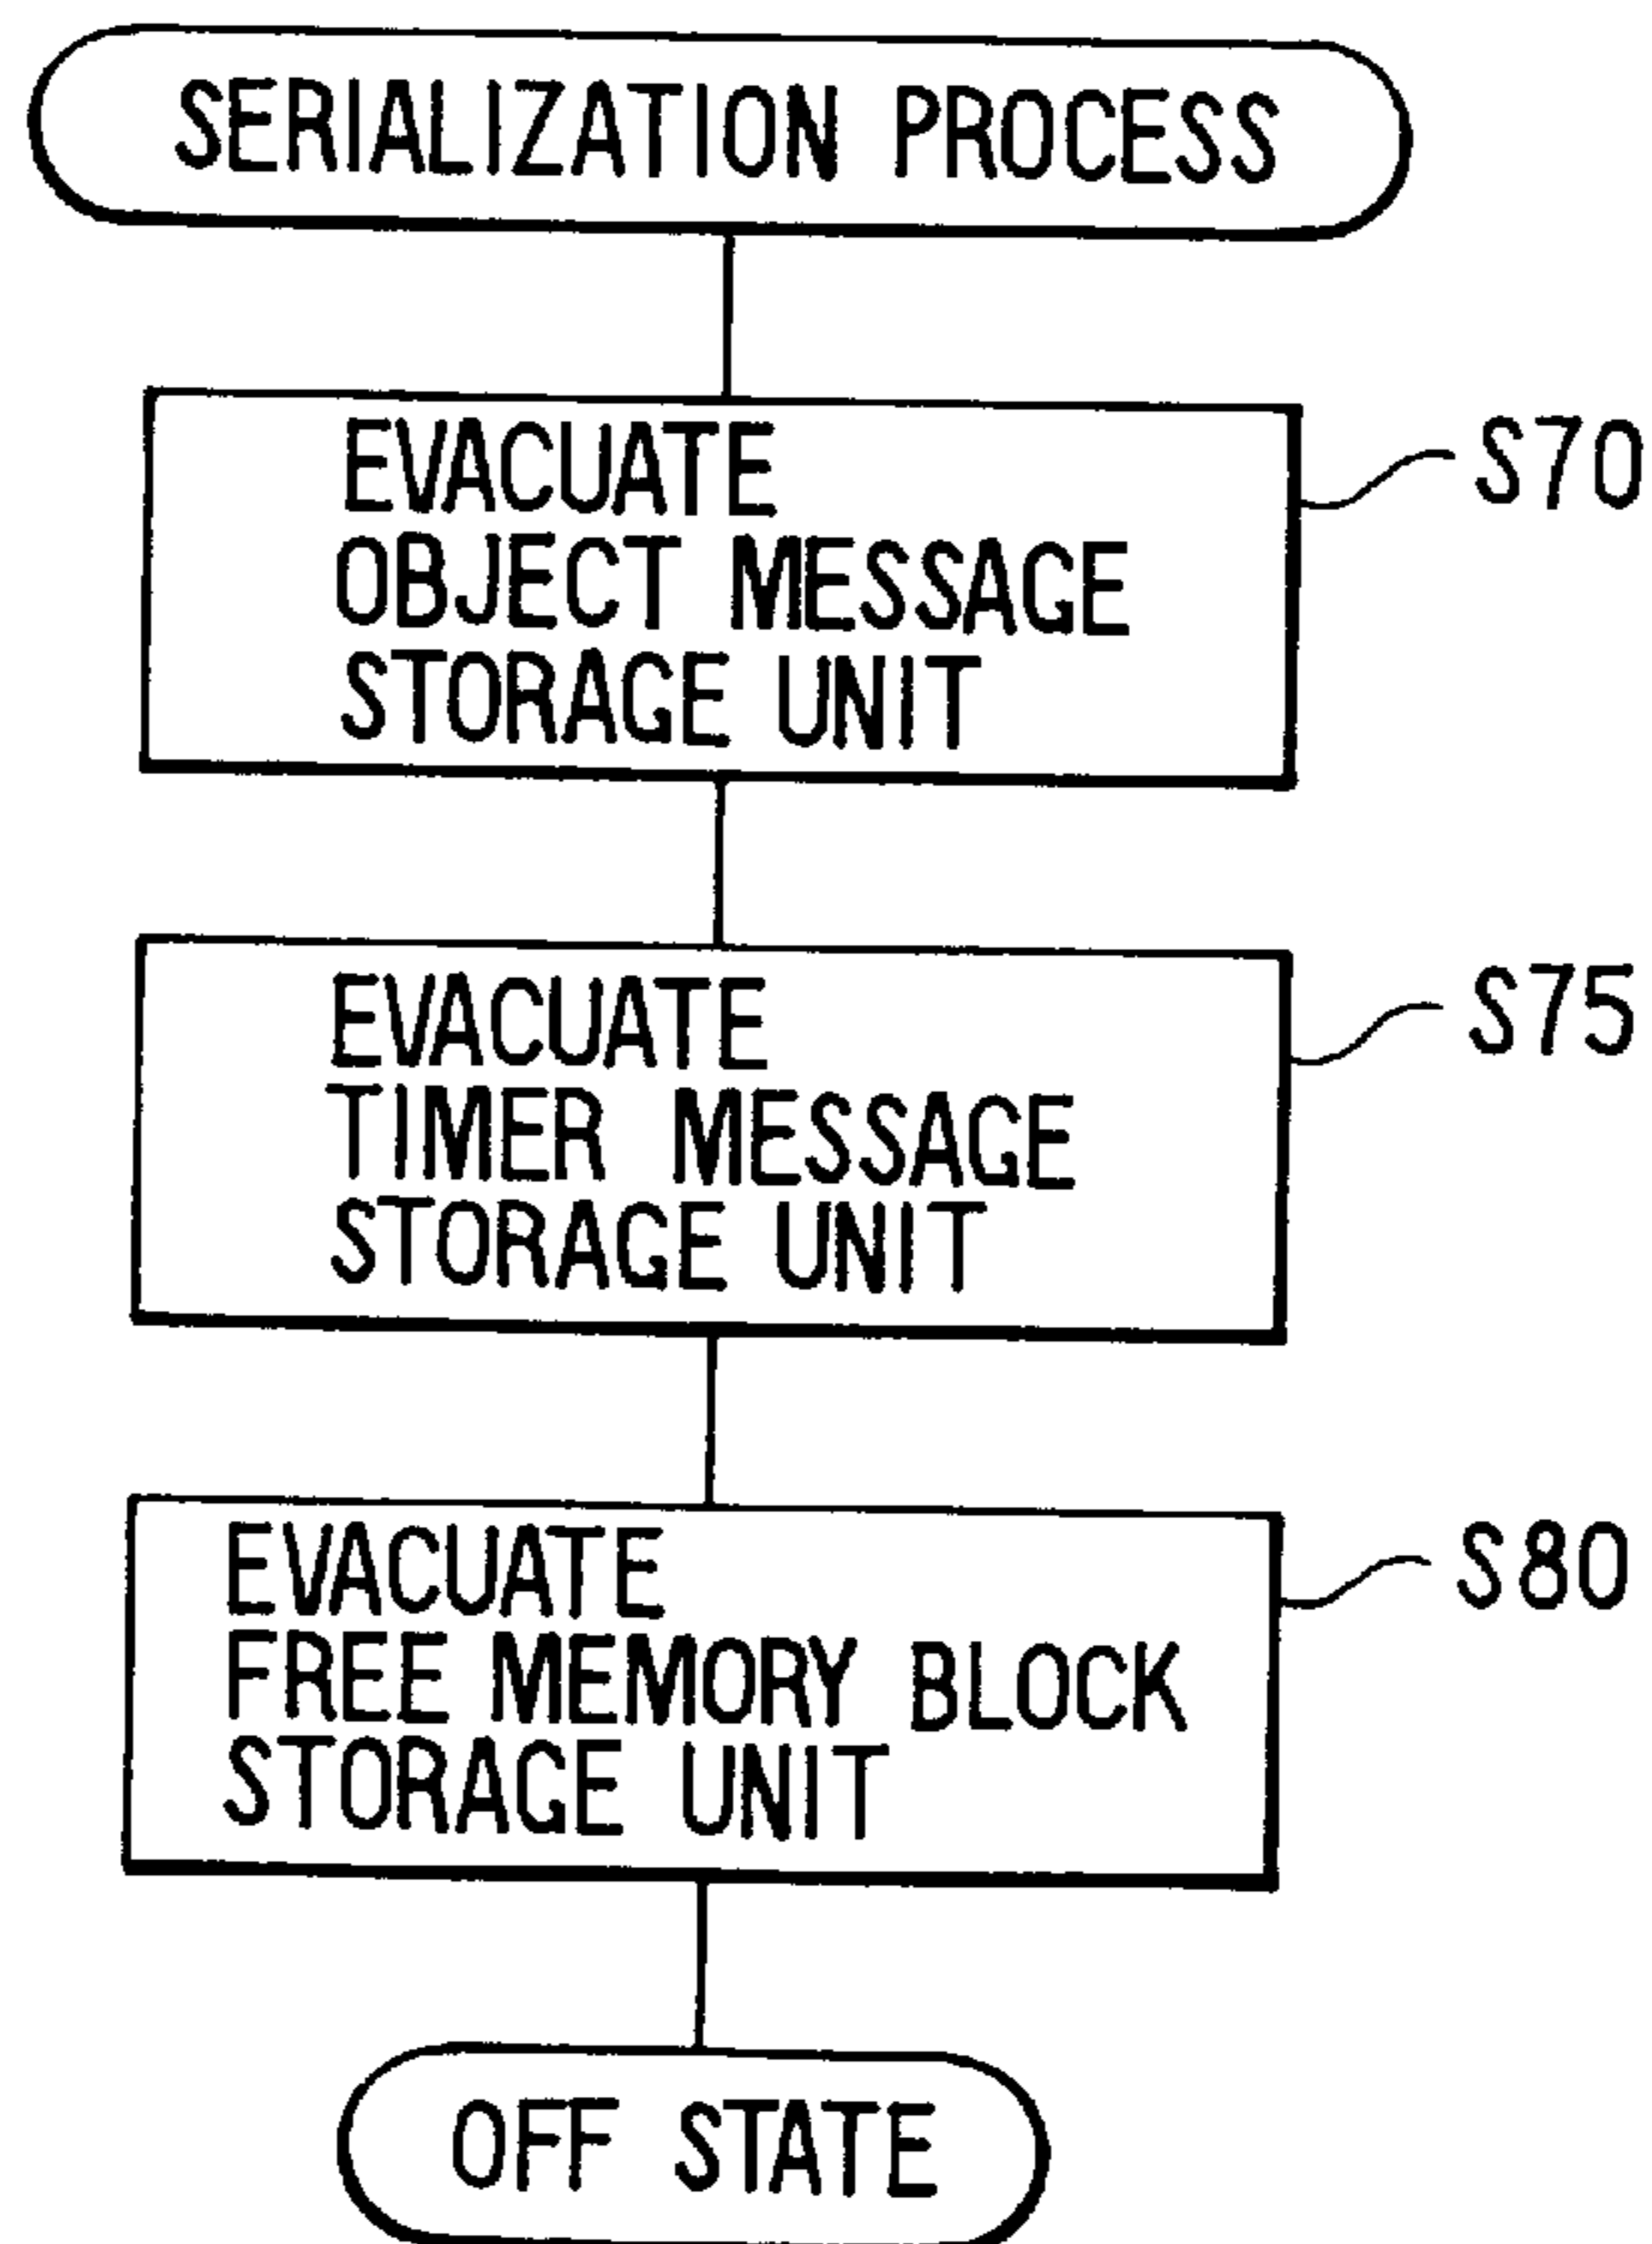 SERIALIZATION PROCESS
EVACUATE
OBJECT MESSAGE
STORAGE UNIT
S70
EVACUATE
TIMER MESSAGE
STORAGE UNIT
S75
EVACUATE
FREE MEMORY BLOCK
STORAGE UNIT
S80
OFF STATE